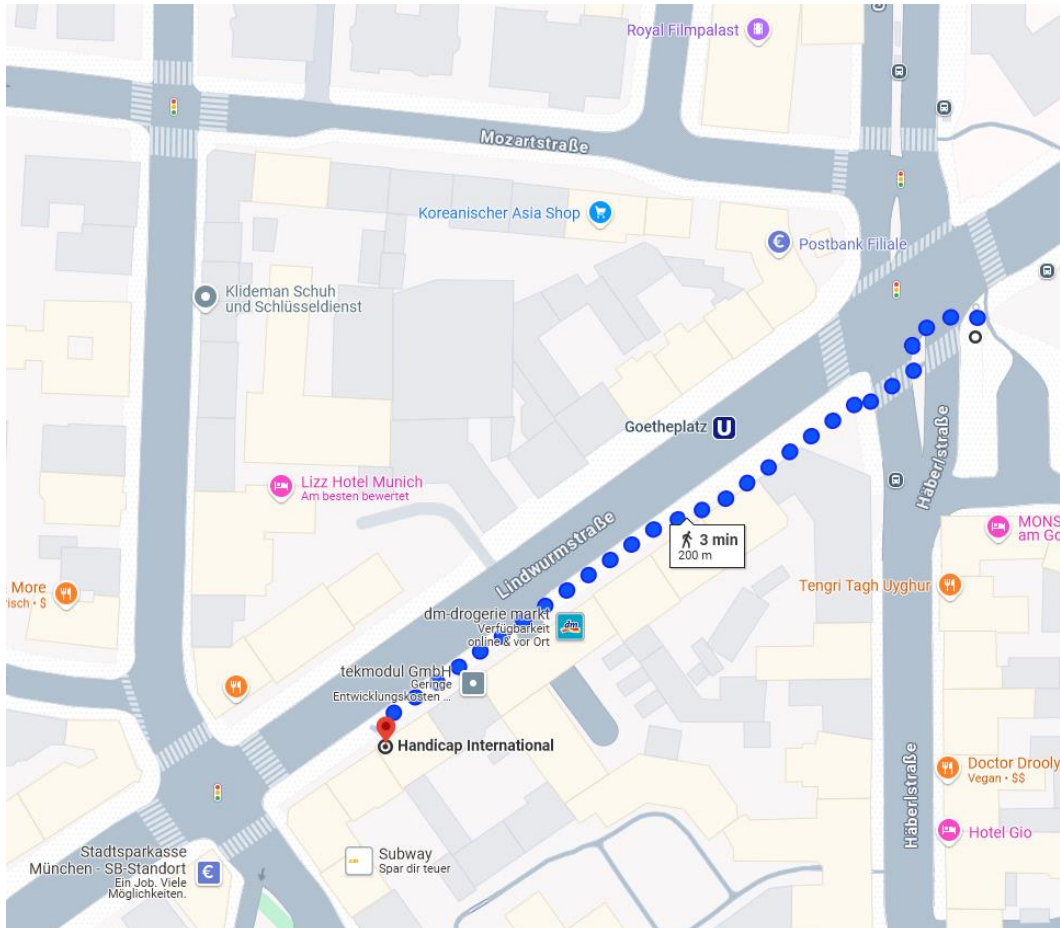 Royal Filmpalast
Mozartstraße
Koreanischer Asia Shop
€
Postbank Filiale
Klideman Schuh
und Schlüsseldienst
Goetheplatz
U
Häberlstraße
Lizz Hotel Munich
Am besten bewertet
Lindwurmstraße
3 min
200 m
MONS
am Go
More
risch • $
Tengri Tagh Uyghur
dm-drogerie markt
Verfügbarkeit
online & vor Ort
dm
tekmodul GmbH
Geringe
Entwicklungskosten ...
Handicap International
Häberlstraße
Doctor Drooly
Vegan • $$
Hotel Gio
Stadtsparkasse
München - SB-Standort
Ein Job. Viele
Möglichkeiten.
€
Subway
Spar dir teuer